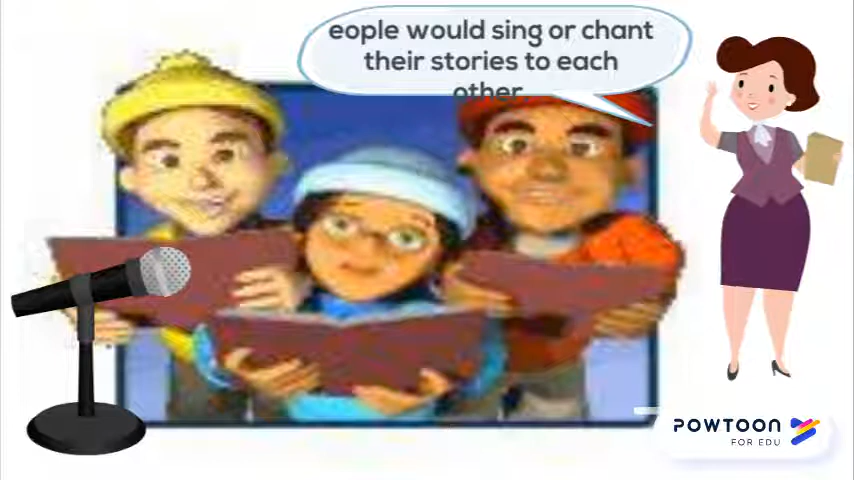 eople would sing or chant
their stories to each
other
POWTOON
FOR EDU